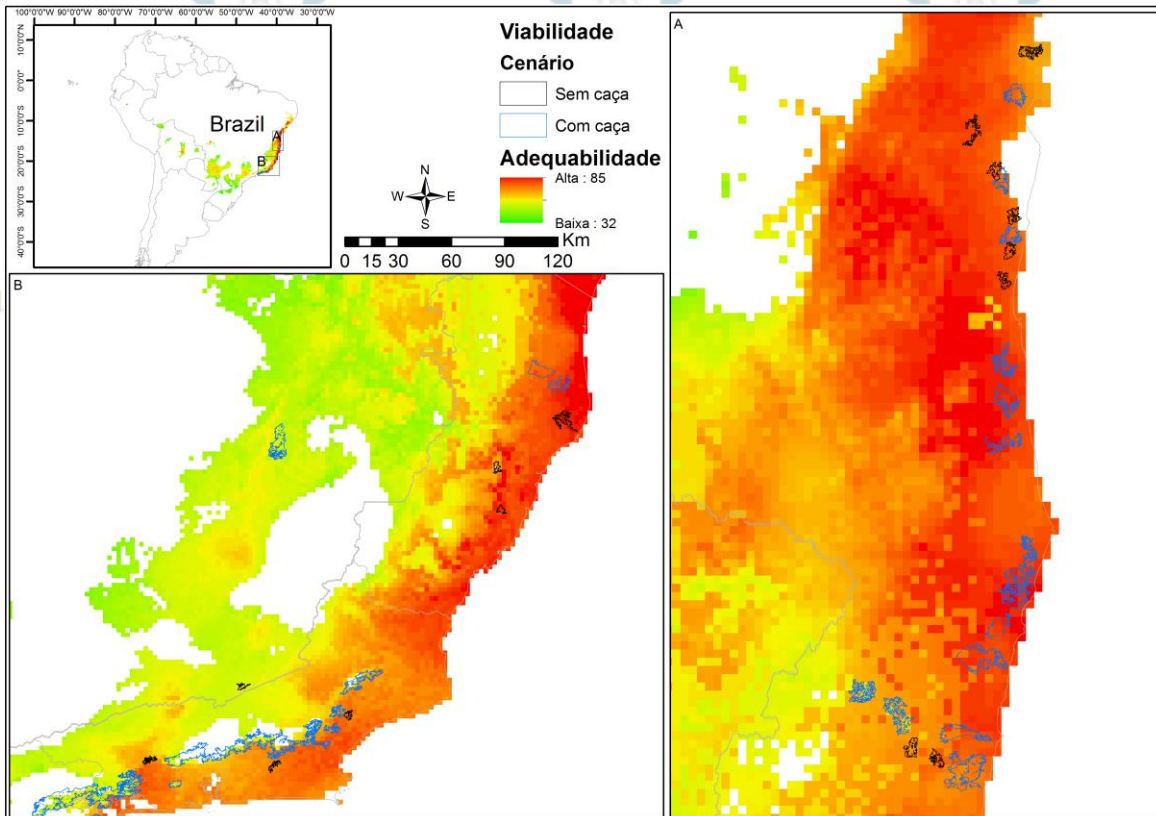 100°0'0"W 80°0'0"W 70°0'0"W 60°0'0"W 50°0'0"W 40°0'0"W 30°0'0"W
10°0'0"N
0°0'0"
10°0'0"S
20°0'0"S
30°0'0"S
40°0'0"S
Brazil
A
B
Viabilidade
Cenário
Sem caça
Com caça
Adequabilidade
Alta : 85
Baixa : 32
N
W E
S
Km
0 15 30 60 90 120
A
B